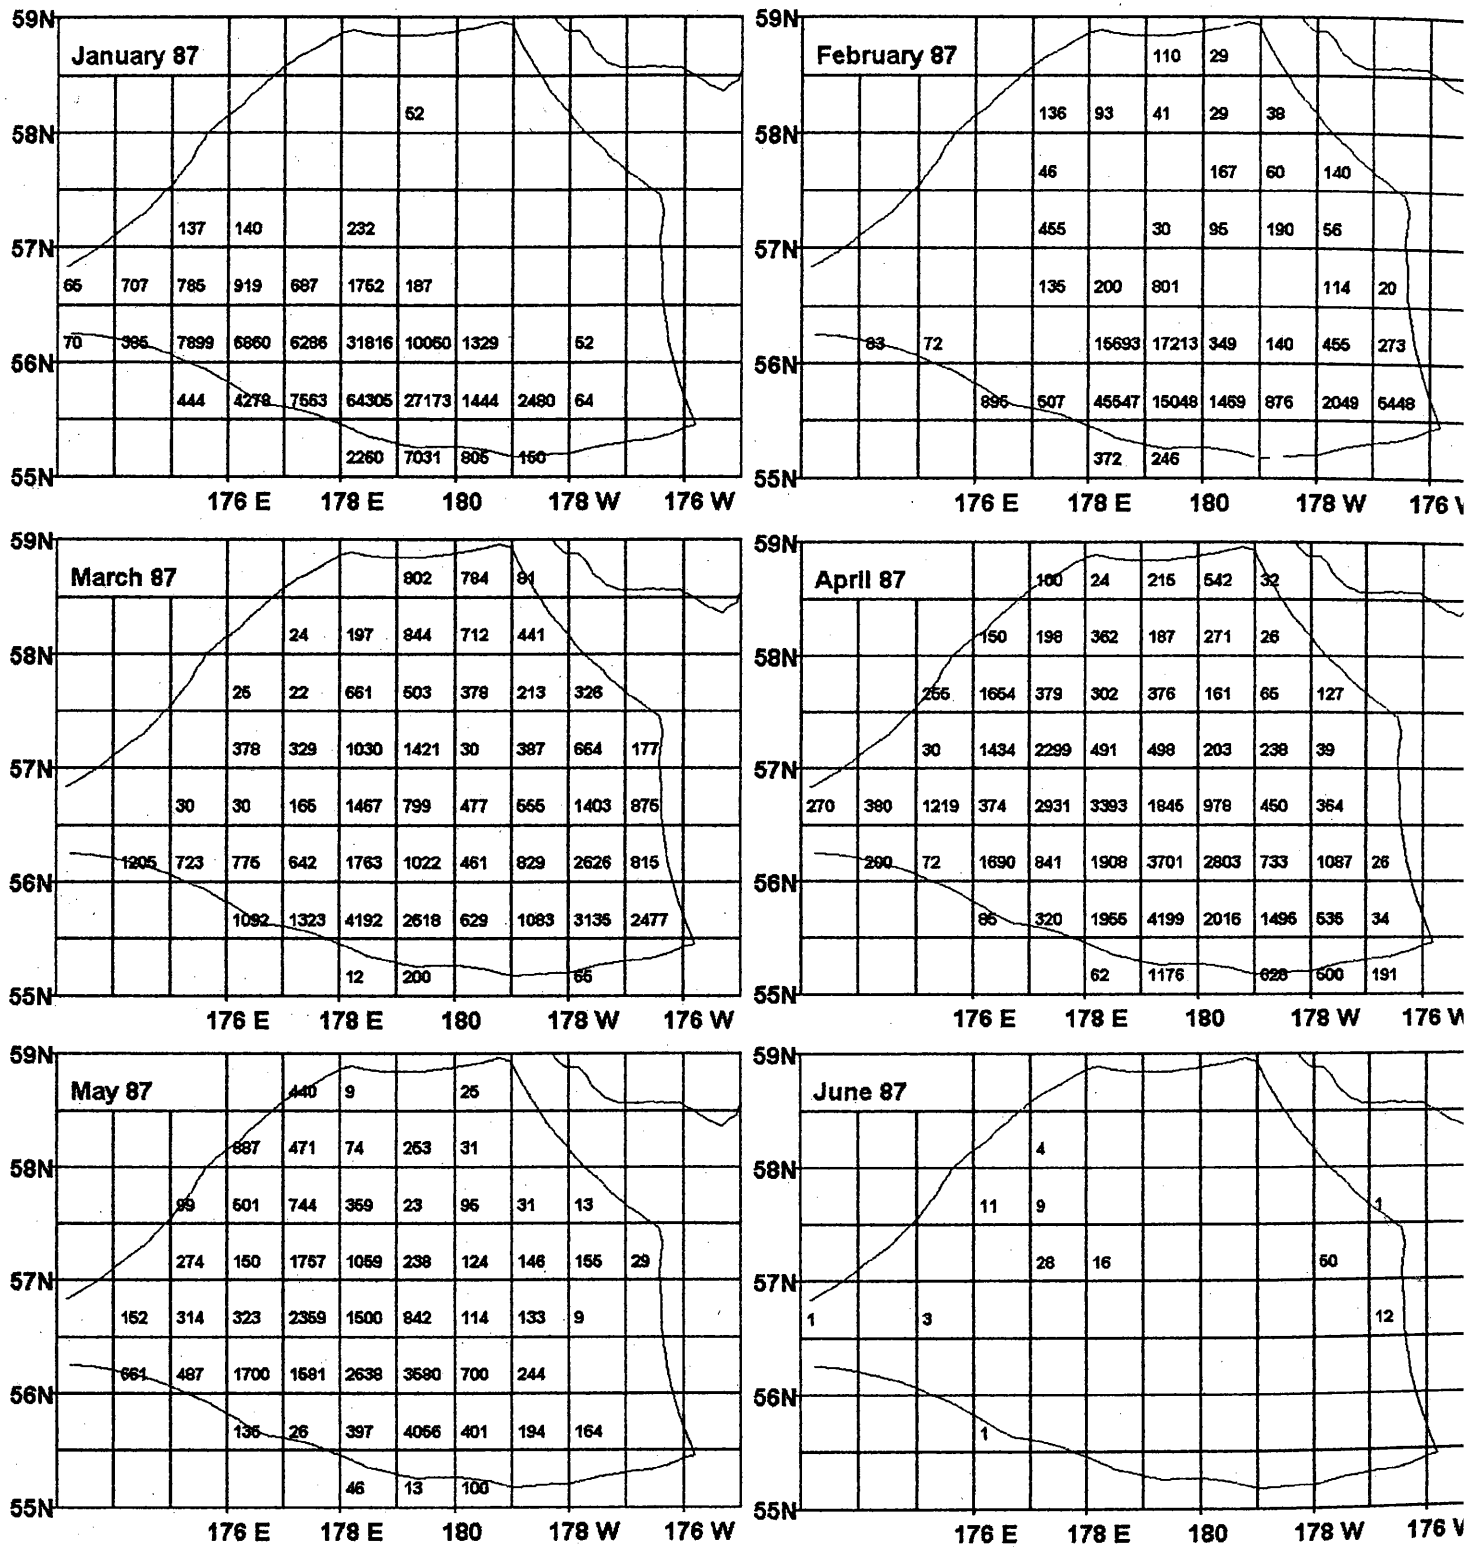 59N
January 87
52
58N
137 140 232
57N
65 707 785 919 687 1752 187
70 385 7899 6860 6286 31816 10050 1329 52
56N
444 4278 7553 64305 27173 1444 2480 64
2260 7031 805 150
55N
176 E 178 E 180 178 W 176 W
59N
February 87
110 29
136 93 41 29 38
58N
46 167 60 140
455 30 95 190 56
57N
135 200 801 114 20
83 72 15693 17213 349 140 455 273
56N
895 507 45547 15048 1469 876 2049 6448
372 246
55N
176 E 178 E 180 178 W 176
59N
March 87
802 784 81
24 197 844 712 441
58N
25 22 661 503 378 213 326
378 329 1030 1421 30 387 664 177
57N
30 30 165 1467 799 477 555 1403 875
1205 723 775 642 1763 1022 461 829 2626 815
56N
1092 1323 4192 2518 629 1083 3135 2477
12 200 65
55N
176 E 178 E 180 178 W 176 W
59N
April 87
100 24 215 542 32
150 198 362 187 271 26
58N
255 1654 379 302 376 161 65 127
30 1434 2299 491 498 203 238 39
57N
270 380 1219 374 2931 3393 1845 978 450 364
200 72 1690 841 1908 3701 2803 733 1087 26
56N
85 320 1955 4199 2016 1495 535 34
62 1176 628 500 191
55N
176 E 178 E 180 178 W 176
59N
May 87
440 9 25
887 471 74 253 31
58N
99 501 744 359 23 95 31 13
274 150 1757 1059 238 124 146 155 29
57N
152 314 323 2359 1500 842 114 133 9
661 487 1700 1581 2638 3580 700 244
56N
136 26 397 4056 401 194 164
46 13 100
55N
176 E 178 E 180 178 W 176 W
59N
June 87
4
58N
11 9 1
28 16 50
57N
1 3 12
56N
1
55N
176 E 178 E 180 178 W 176